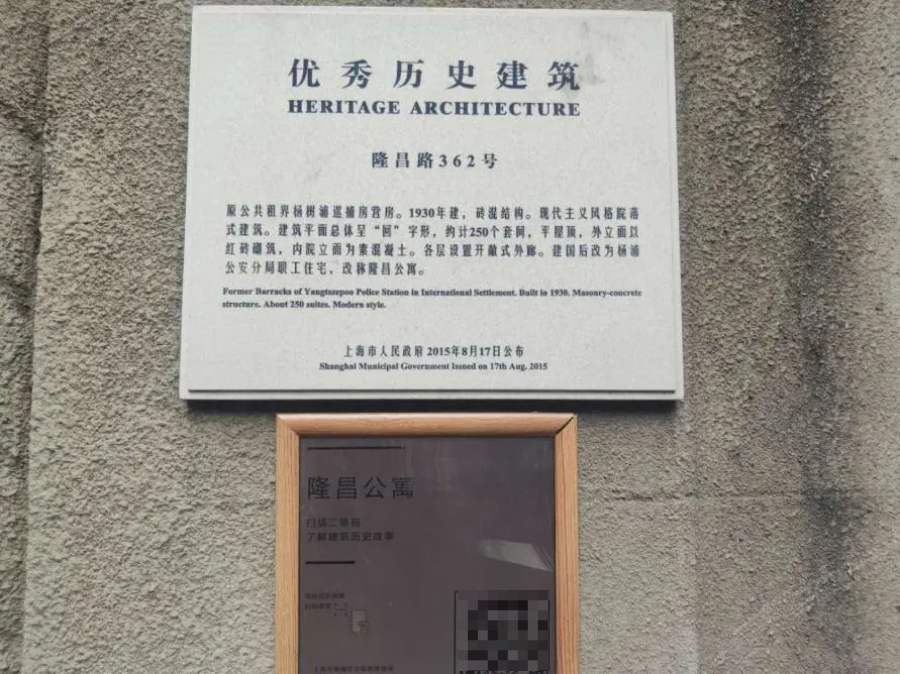 优秀历史建筑
HERITAGE ARCHITECTURE
隆昌路362号
原公共租界杨树浦巡捕房营房。1930年建，砖混结构。现代主义风格院落
式建筑。建筑平面总体呈“回”字形，约计250个套间，平屋顶，外立面以
红砖砌筑，内院立面为素混凝土。各层设置开敞式外廊。建国后改为杨浦
公安分局职工住宅，改称隆昌公寓。
Former Barracks of Yangtszepoo Police Station in International Settlement. Built in 1930. Masonry-concrete
structure. About 250 suites. Modern style.
上海市人民政府 2015年8月17日公布
Shanghai Municipal Government Issued on 17th Aug. 2015
隆昌公寓
扫描二维码
了解建筑历史故事